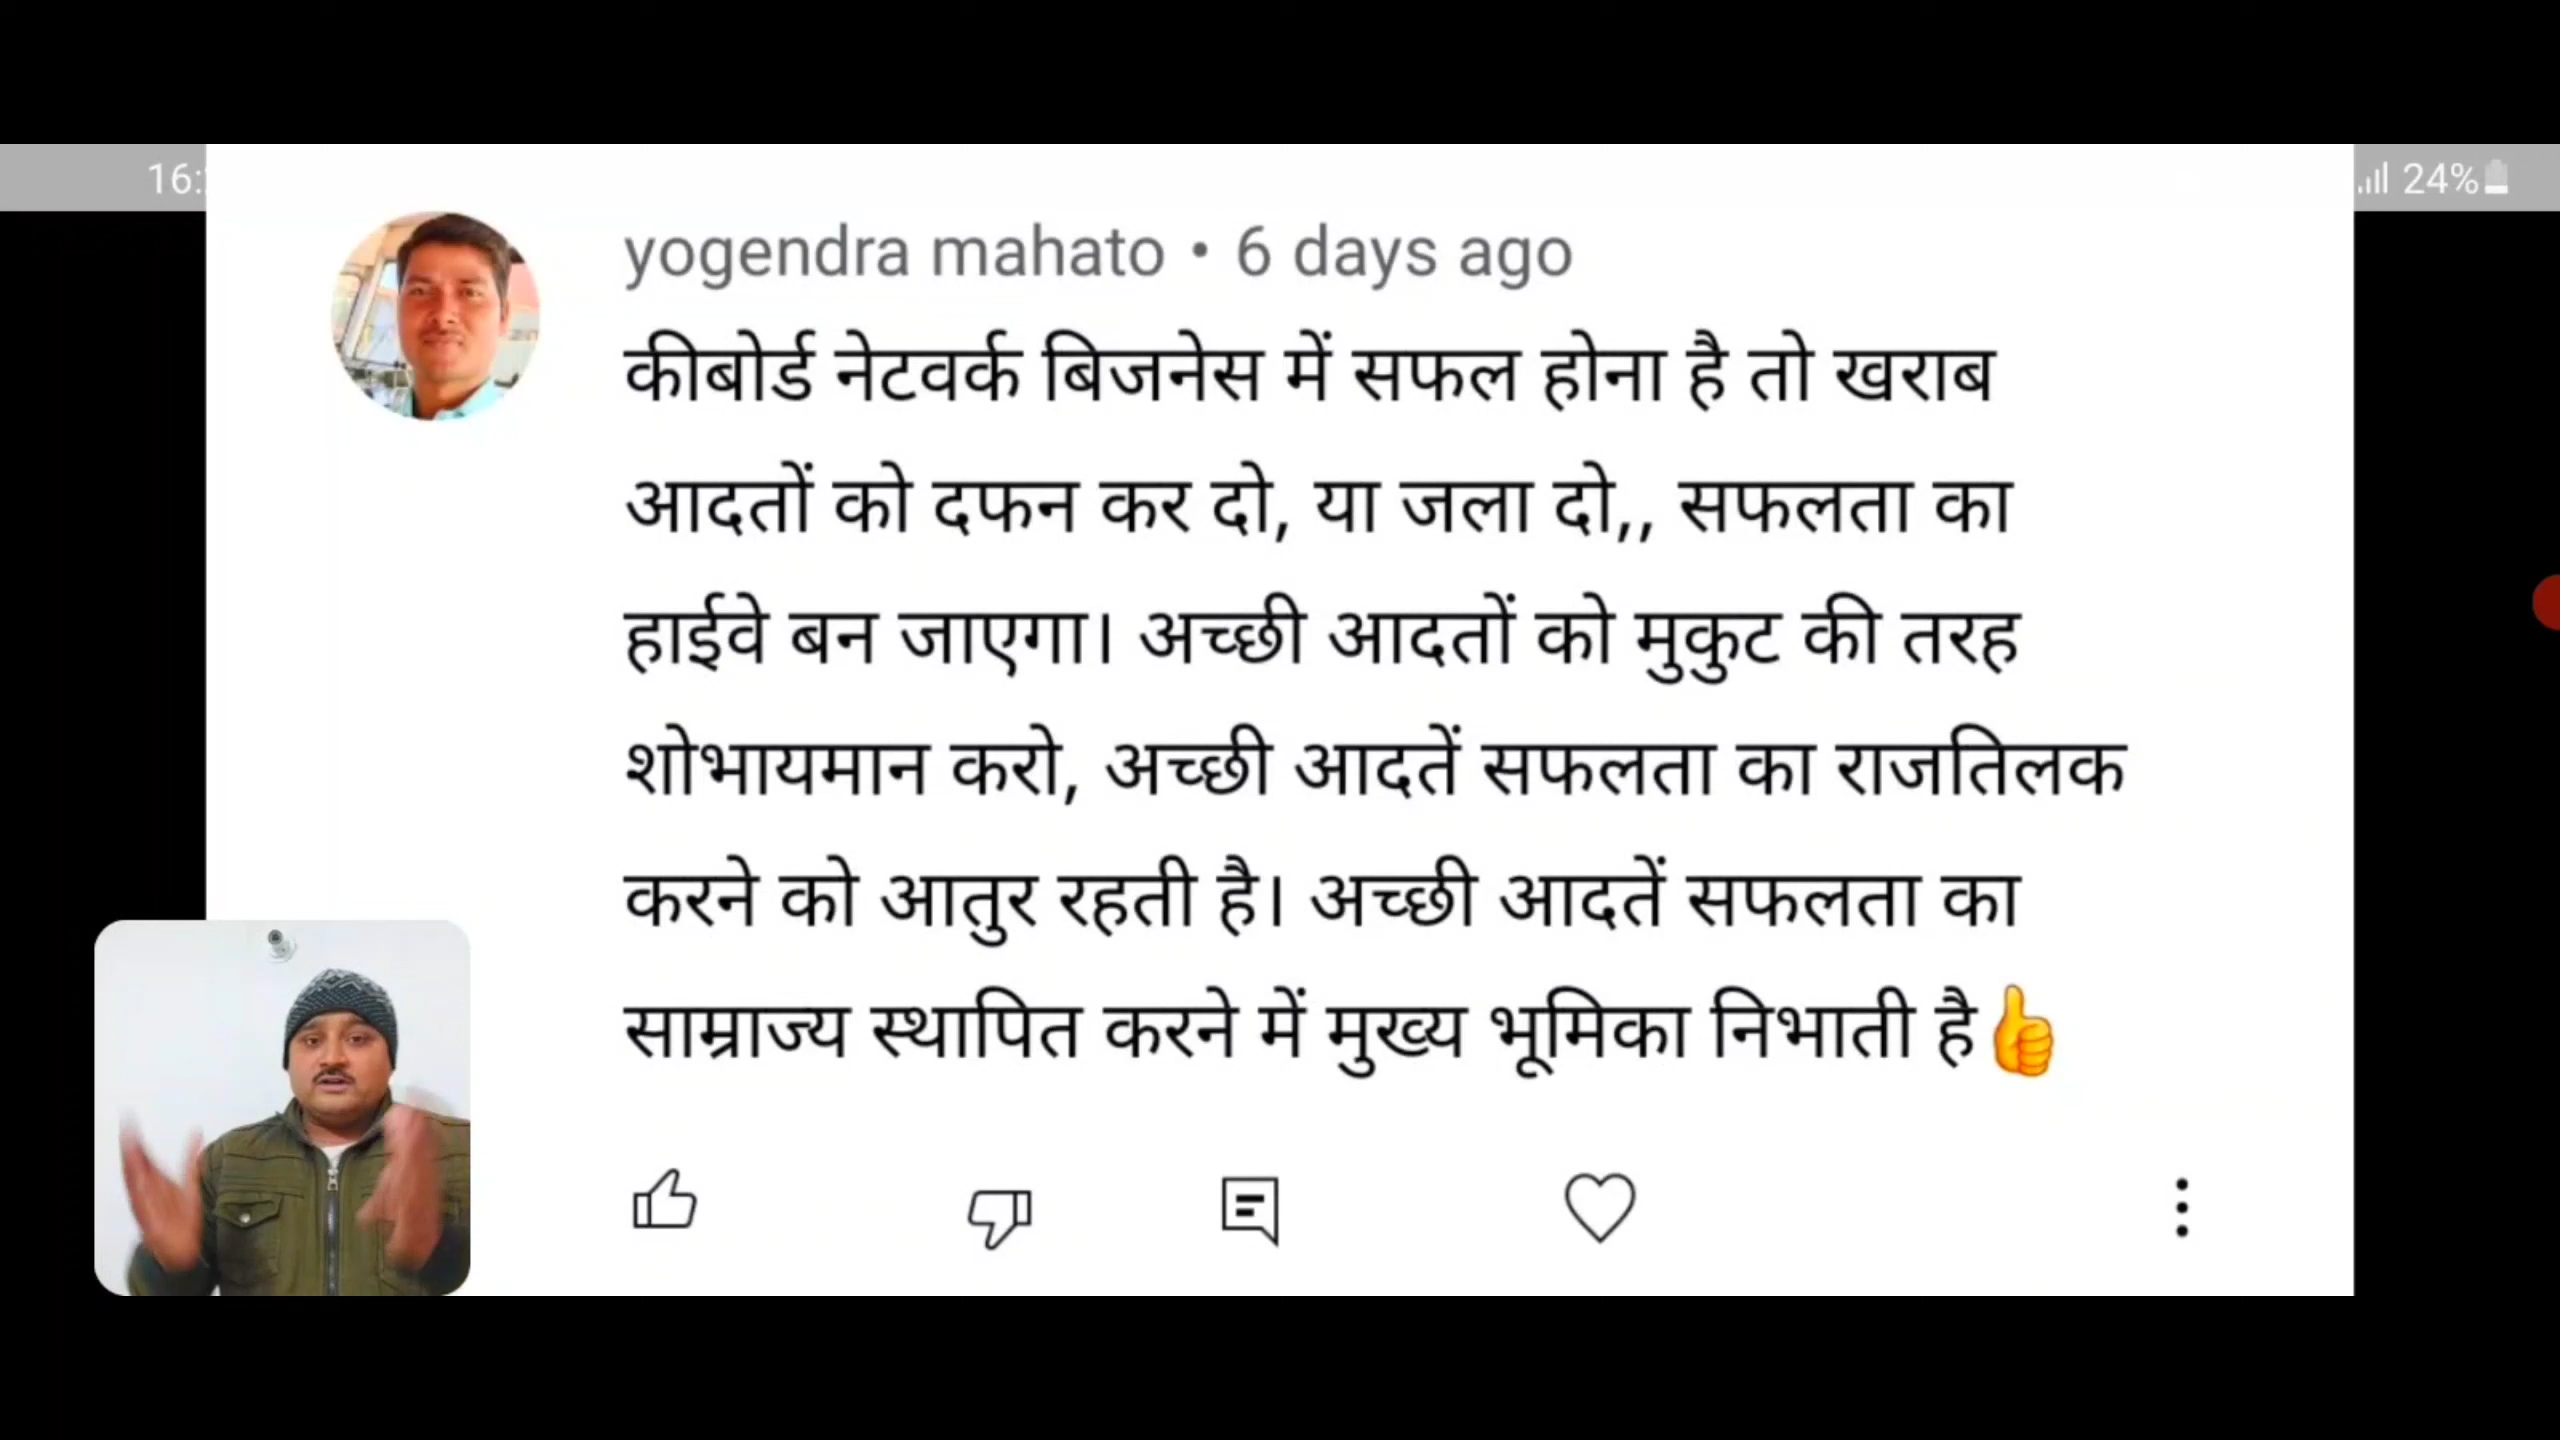 16:
24%
yogendra mahato • 6 days ago
कीबोर्ड नेटवर्क बिजनेस में सफल होना है तो खराब
आदतों को दफन कर दो, या जला दो,, सफलता का
हाईवे बन जाएगा। अच्छी आदतों को मुकुट की तरह
शोभायमान करो, अच्छी आदतें सफलता का राजतिलक
करने को आतुर रहती है। अच्छी आदतें सफलता का
साम्राज्य स्थापित करने में मुख्य भूमिका निभाती है👍